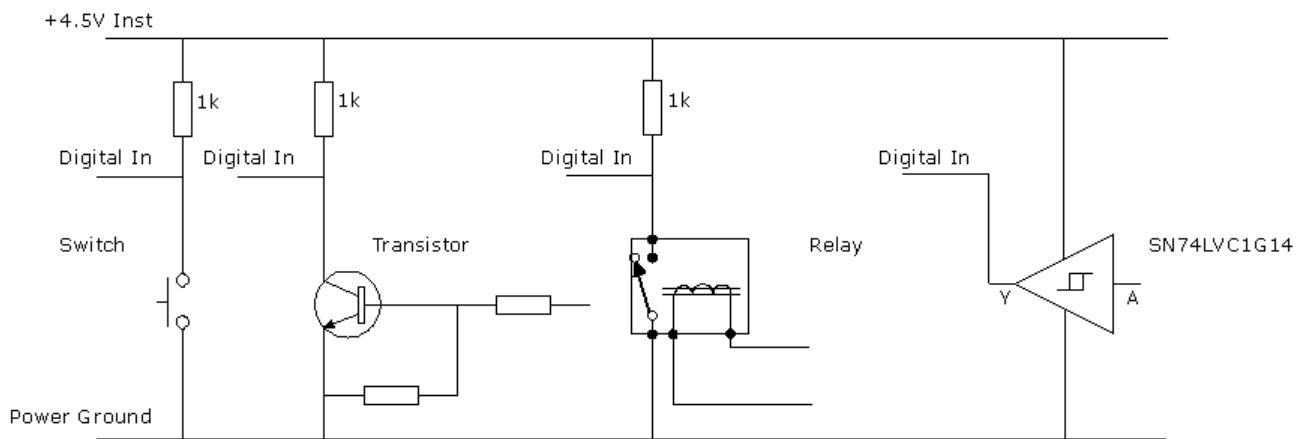 +4.5V Inst
1k
1k
1k
Digital In
Digital In
Digital In
Digital In
Switch
Transistor
Relay
SN74LVC1G14
Y
A
Power Ground